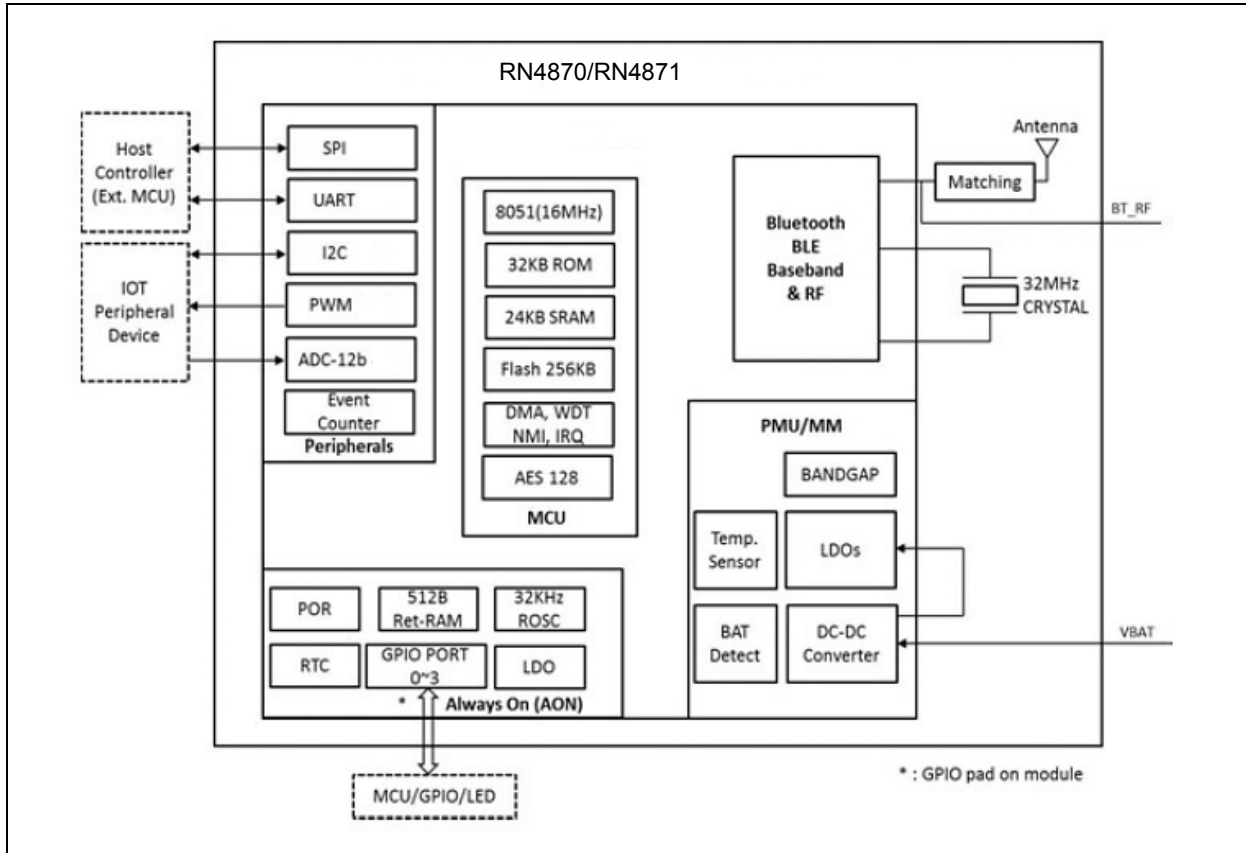 RN4870/RN4871
Host
Controller
(Ext. MCU)
IOT
Peripheral
Device
SPI
UART
I2C
PWM
ADC-12b
Event
Counter
Peripherals
8051(16MHz)
32KB ROM
24KB SRAM
Flash 256KB
DMA, WDT
NMI, IRQ
AES 128
MCU
Bluetooth
BLE
Baseband
& RF
Antenna
Matching
BT_RF
32MHz
CRYSTAL
PMU/MM
BANDGAP
Temp.
Sensor
LDOs
BAT
Detect
DC-DC
Converter
VBAT
POR
512B
Ret-RAM
32KHz
ROSC
RTC
GPIO PORT
0~3
LDO
* Always On (AON)
MCU/GPIO/LED
* : GPIO pad on module